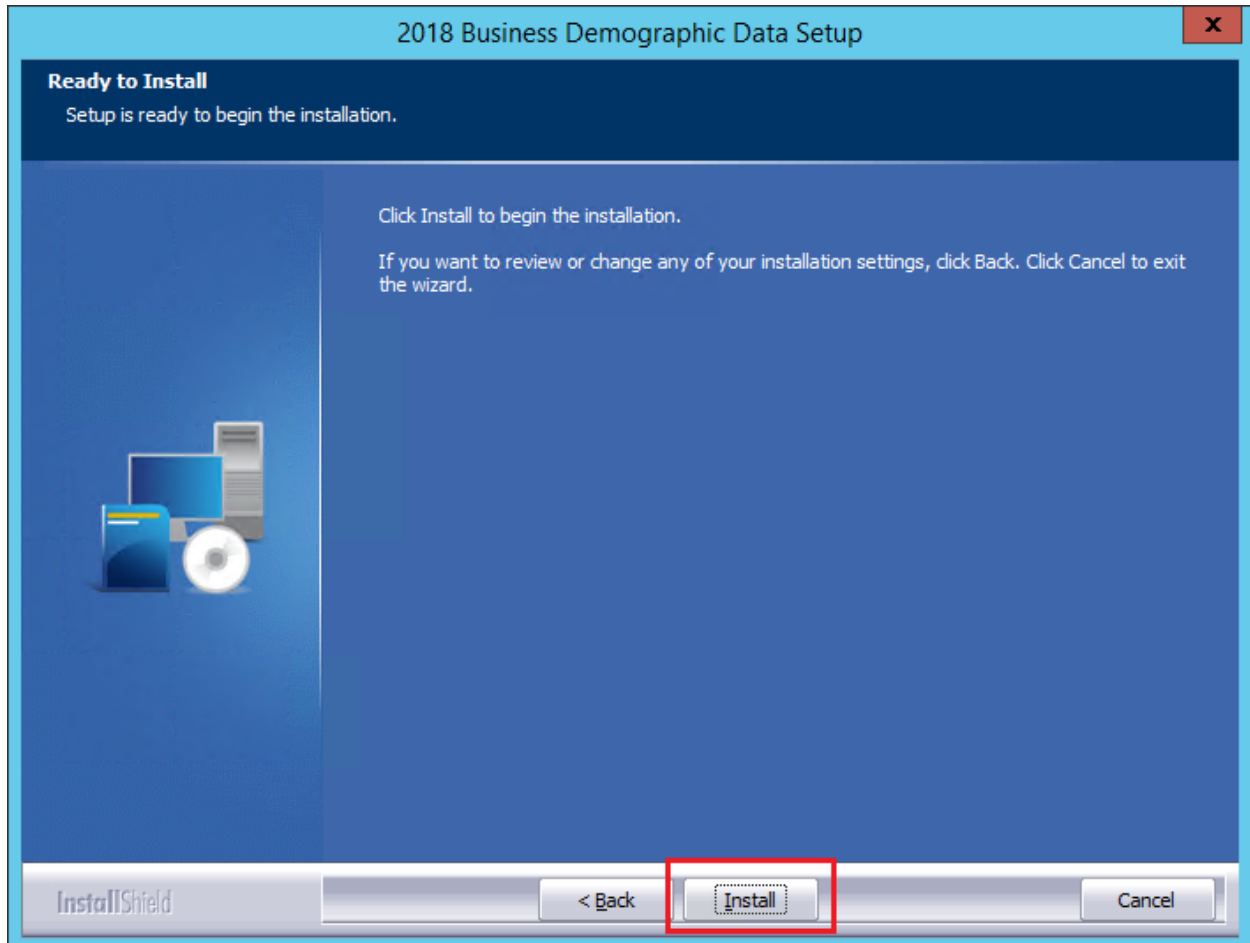 2018 Business Demographic Data Setup
x
Ready to Install
Setup is ready to begin the installation.
Click Install to begin the installation.
If you want to review or change any of your installation settings, click Back. Click Cancel to exit
the wizard.
InstallShield
< Back
Install
Cancel